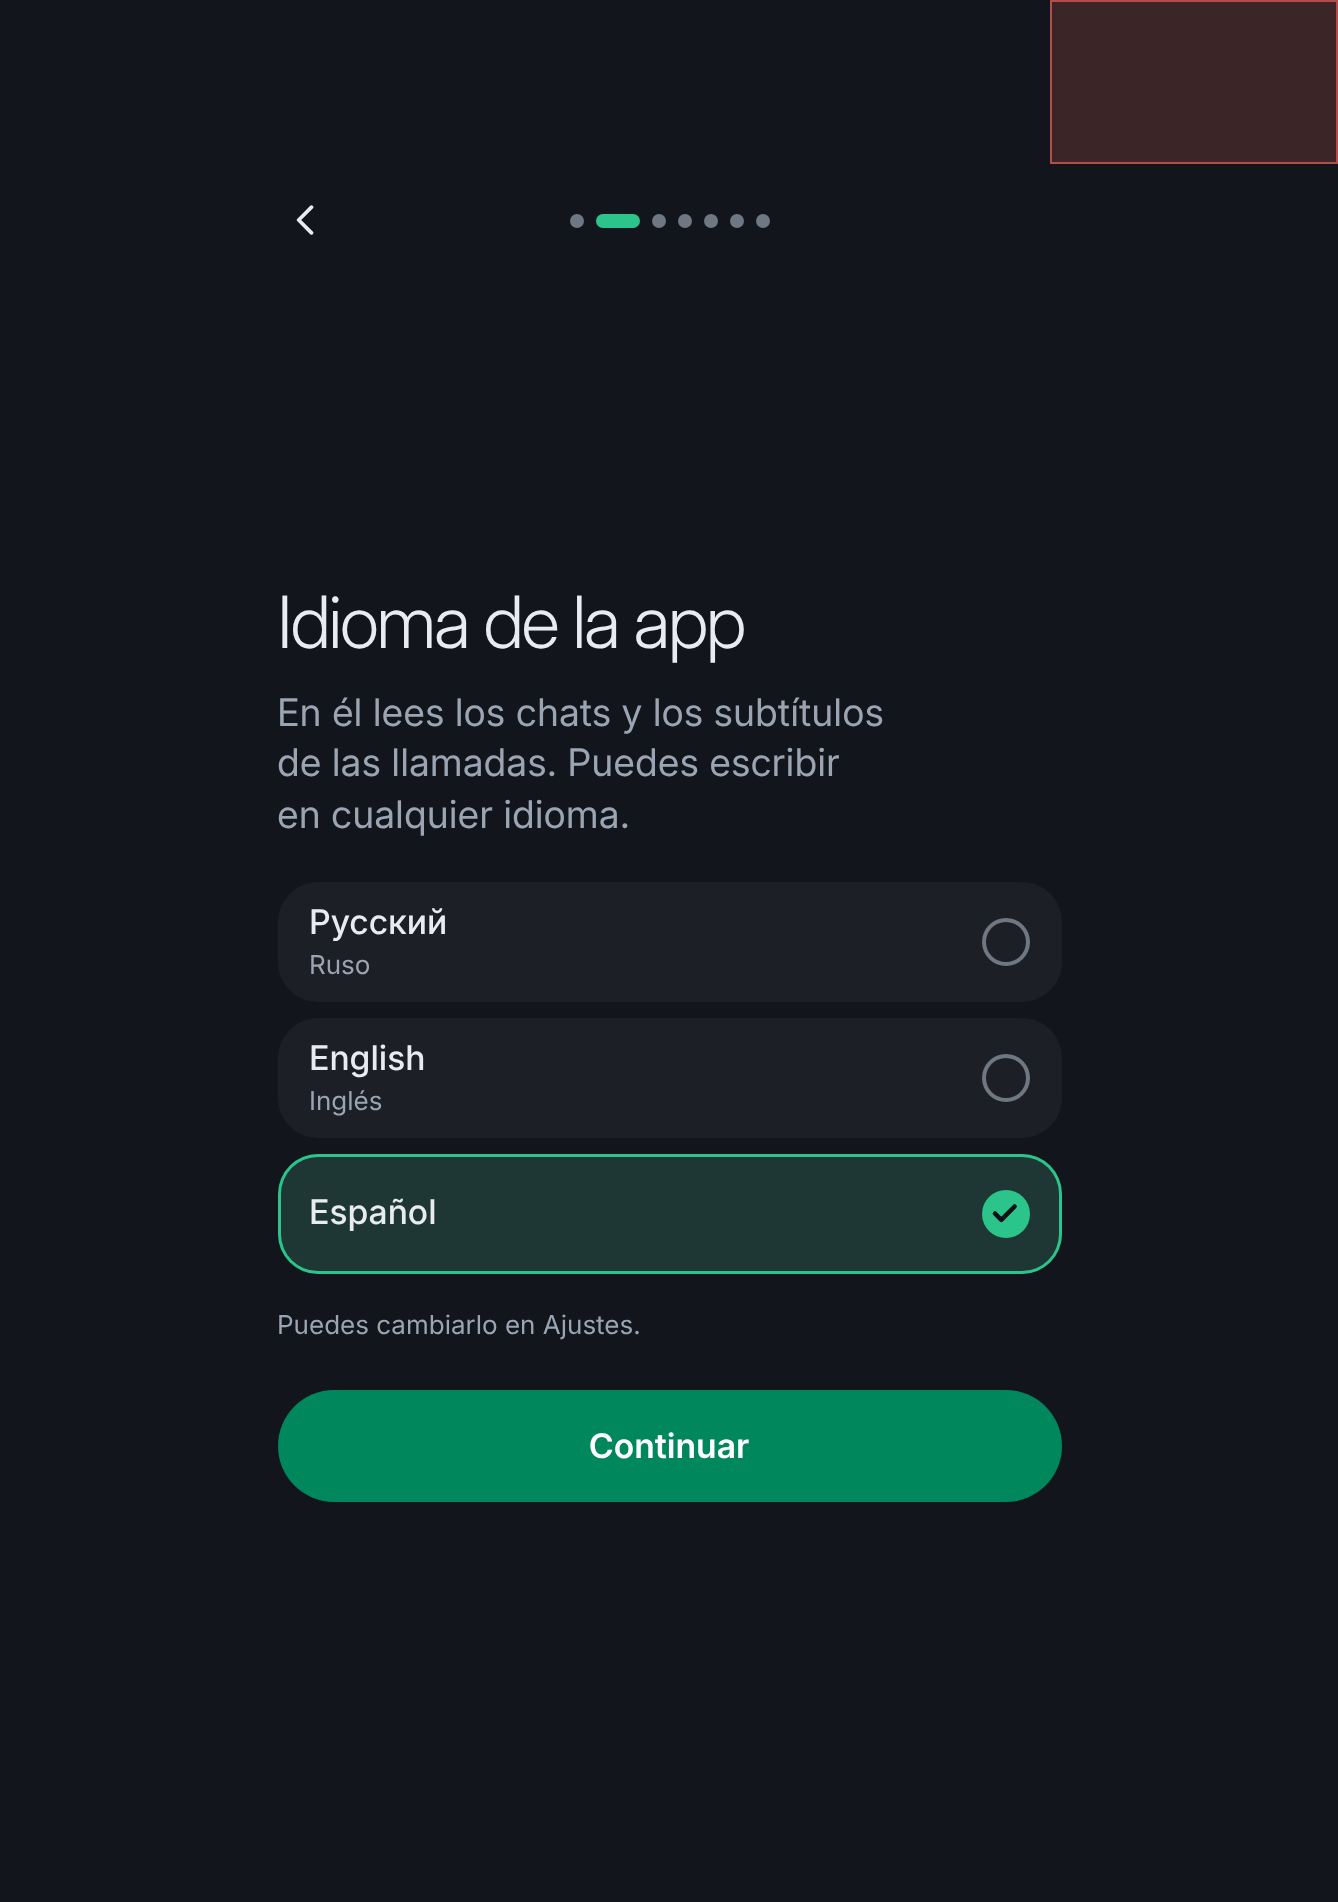 Idioma de la app
En él lees los chats y los subtítulos
de las llamadas. Puedes escribir
en cualquier idioma.
Русский
Ruso
English
Inglés
Español
Puedes cambiarlo en Ajustes.
Continuar